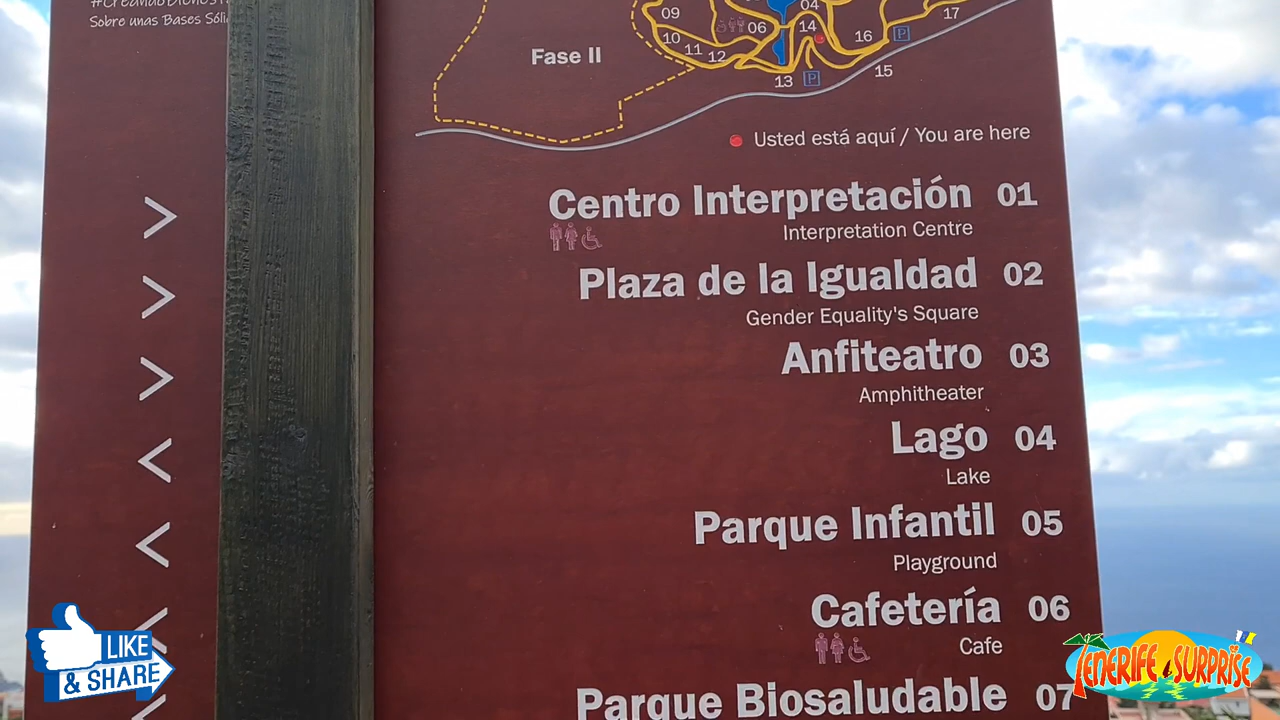 Sobre unas Bases
09
04
06
14
17
10
11
12
16
Fase II
P
13
P
15
Usted está aquí / You are here
Centro Interpretación 01
Interpretation Centre
Plaza de la Igualdad 02
Gender Equality's Square
Anfiteatro 03
Amphitheater
Lago 04
Lake
Parque Infantil 05
Playground
Cafetería 06
Cafe
Parque Biosaludable 07
LIKE
& SHARE
TENERIFE SURPRISE